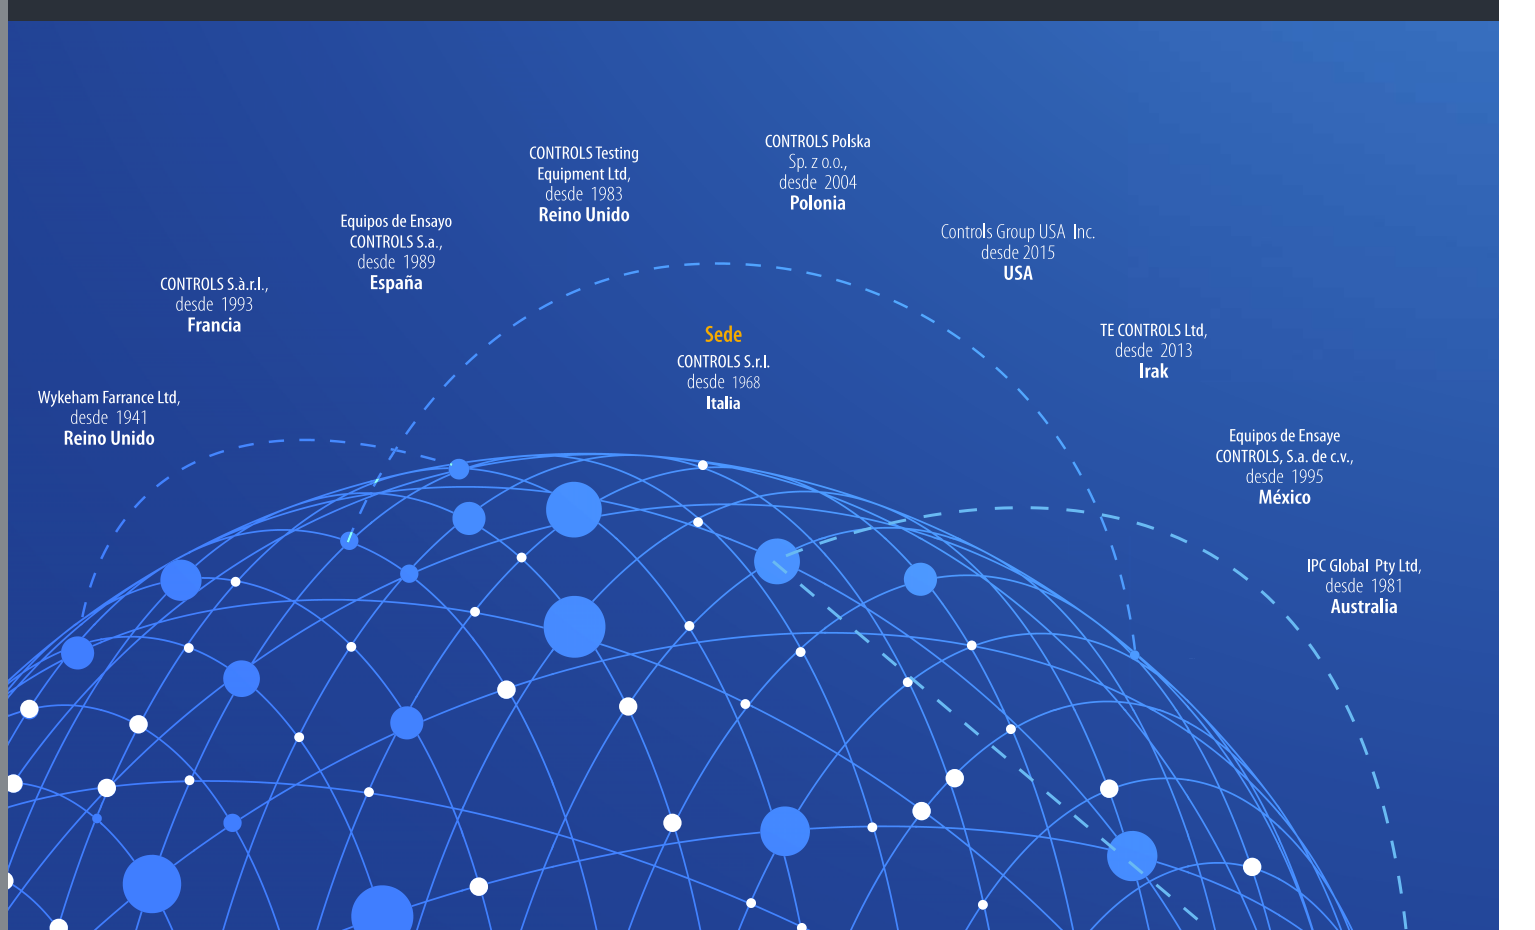 Wykeham Farrance Ltd,
desde 1941
Reino Unido
CONTROLS S.à.r.l.,
desde 1993
Francia
Equipos de Ensayo
CONTROLS S.a.,
desde 1989
España
CONTROLS Testing
Equipment Ltd,
desde 1983
Reino Unido
CONTROLS Polska
Sp. z o.o.,
desde 2004
Polonia
Controls Group USA Inc.
desde 2015
USA
Sede
CONTROLS S.r.l.
desde 1968
Italia
TE CONTROLS Ltd,
desde 2013
Irak
Equipos de Ensaye
CONTROLS, S.a. de c.v.,
desde 1995
México
IPC Global Pty Ltd,
desde 1981
Australia